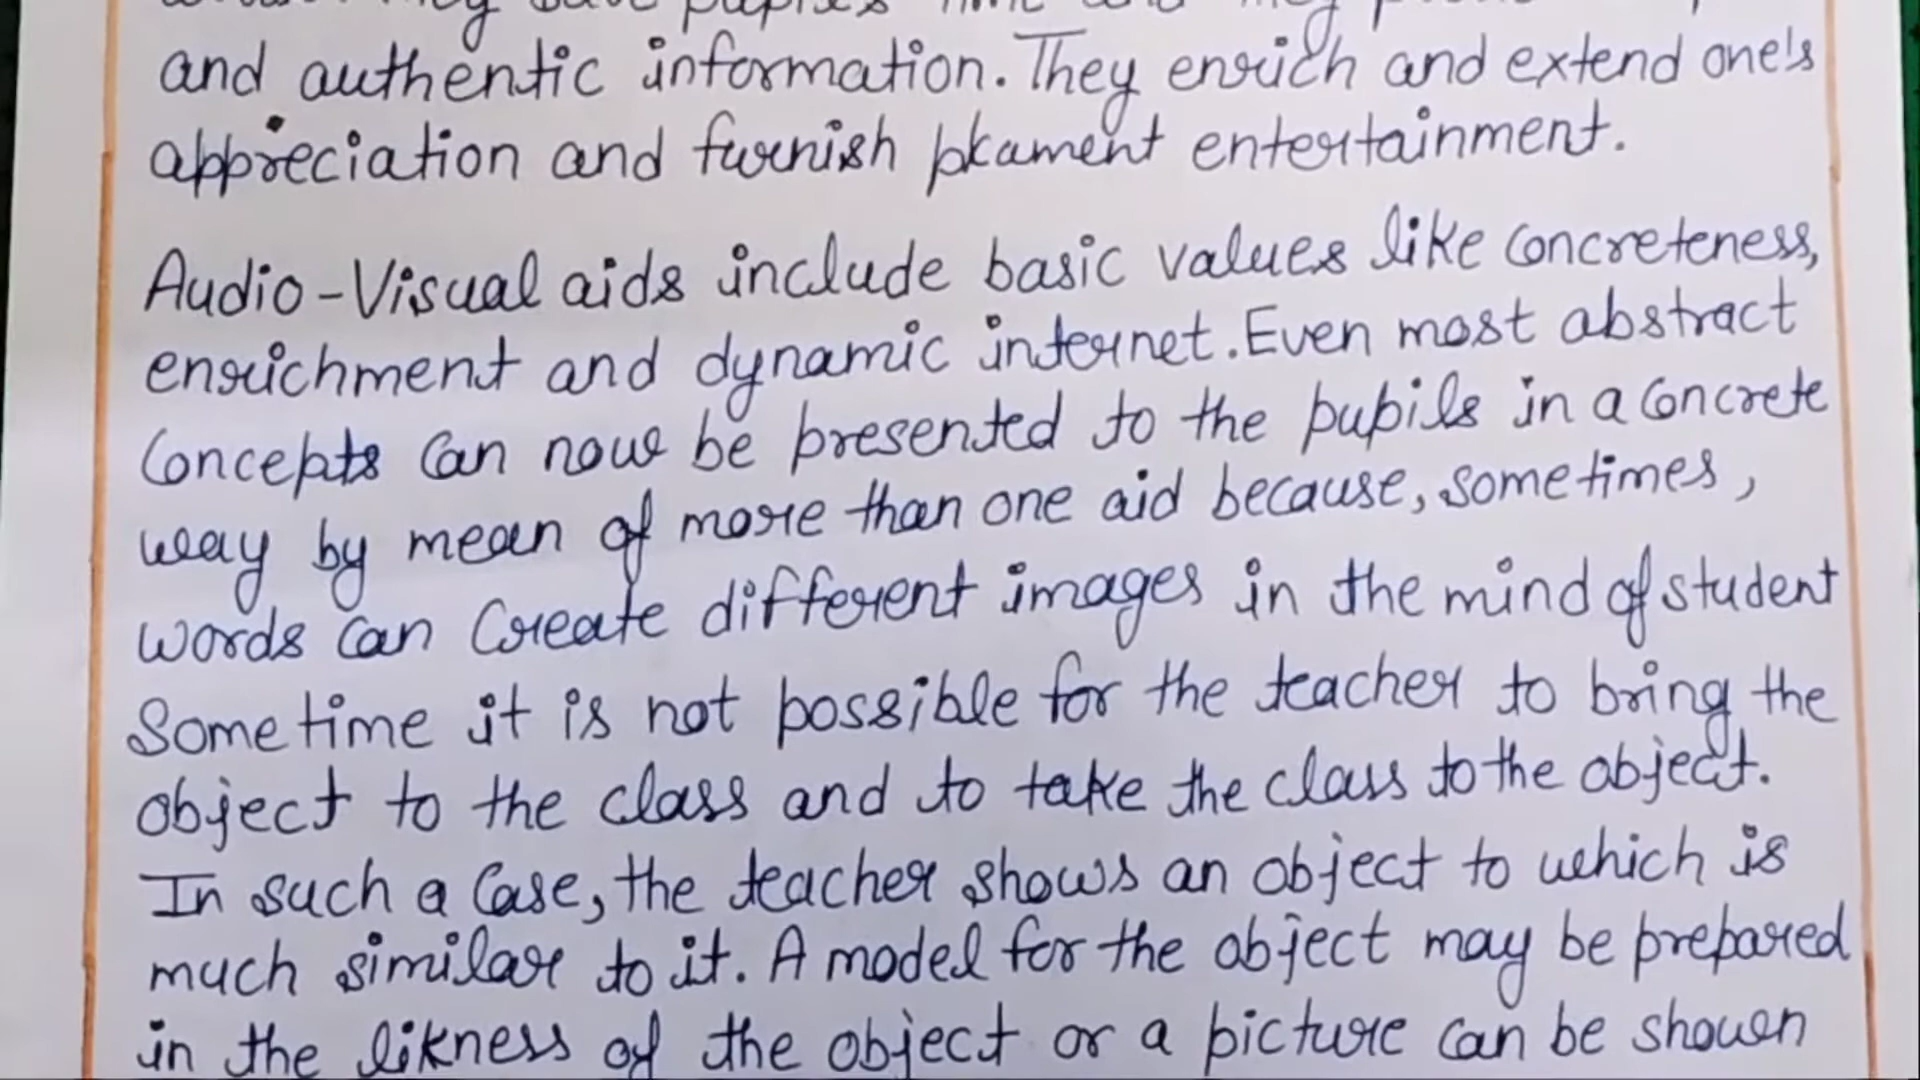 and authentic information. They enrich and extend one's
appreciation and furnish pkament entertainment.
Audio-Visual aids include basic values like concreteness,
enrichment and dynamic internet. Even most abstract
concepts can now be presented to the pupils in a concrete
way by mean of more than one aid because, sometimes,
words can create different images in the mind of student
Sometime it is not possible for the teacher to bring the
object to the class and to take the class to the object.
In such a case, the teacher shows an object to which is
much similar to it. A model for the object may be prepared
in the likness of the object or a picture can be shown